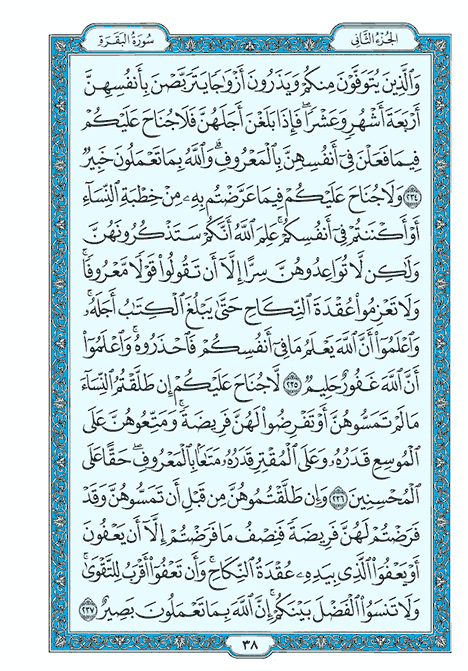 الجزء الثاني
سورة البقرة
وَٱلَّذِينَ يُتَوَفَّوۡنَ مِنكُمۡ وَيَذَرُونَ أَزۡوَٰجٗا يَتَرَبَّصۡنَ بِأَنفُسِهِنَّ
أَرۡبَعَةَ أَشۡهُرٖ وَعَشۡرٗاۖ فَإِذَا بَلَغۡنَ أَجَلَهُنَّ فَلَا جُنَاحَ عَلَيۡكُمۡ
فِيمَا فَعَلۡنَ فِيٓ أَنفُسِهِنَّ بِٱلۡمَعۡرُوفِۗ وَٱللَّهُ بِمَا تَعۡمَلُونَ خَبِيرٞ
٢٣٤ وَلَا جُنَاحَ عَلَيۡكُمۡ فِيمَا عَرَّضۡتُم بِهِۦ مِنۡ خِطۡبَةِ ٱلنِّسَآءِ
أَوۡ أَكۡنَنتُمۡ فِيٓ أَنفُسِكُمۡۚ عَلِمَ ٱللَّهُ أَنَّكُمۡ سَتَذۡكُرُونَهُنَّ
وَلَٰكِن لَّا تُوَاعِدُوهُنَّ سِرًّا إِلَّآ أَن تَقُولُواْ قَوۡلٗا مَّعۡرُوفٗاۚ
وَلَا تَعۡزِمُواْ عُقۡدَةَ ٱلنِّكَاحِ حَتَّىٰ يَبۡلُغَ ٱلۡكِتَٰبُ أَجَلَهُۥۚ
وَٱعۡلَمُوٓاْ أَنَّ ٱللَّهَ يَعۡلَمُ مَا فِيٓ أَنفُسِكُمۡ فَٱحۡذَرُوهُۚ وَٱعۡلَمُوٓاْ
أَنَّ ٱللَّهَ غَفُورٌ حَلِيمٞ ٢٣٥ لَّا جُنَاحَ عَلَيۡكُمۡ إِن طَلَّقۡتُمُ ٱلنِّسَآءَ
مَا لَمۡ تَمَسُّوهُنَّ أَوۡ تَفۡرِضُواْ لَهُنَّ فَرِيضَةٗۚ وَمَتِّعُوهُنَّ عَلَى
ٱلۡمُوسِعِ قَدَرُهُۥ وَعَلَى ٱلۡمُقۡتِرِ قَدَرُهُۥ مَتَٰعَۢا بِٱلۡمَعۡرُوفِۖ حَقًّا عَلَى
ٱلۡمُحۡسِنِينَ ٢٣٦ وَإِن طَلَّقۡتُمُوهُنَّ مِن قَبۡلِ أَن تَمَسُّوهُنَّ وَقَدۡ
فَرَضۡتُمۡ لَهُنَّ فَرِيضَةٗ فَنِصۡفُ مَا فَرَضۡتُمۡ إِلَّآ أَن يَعۡفُونَ
أَوۡ يَعۡفُوَاْ ٱلَّذِي بِيَدِهِۦ عُقۡدَةُ ٱلنِّكَاحِۚ وَأَن تَعۡفُوٓاْ أَقۡرَبُ لِلتَّقۡوَىٰۚ
وَلَا تَنسَوُاْ ٱلۡفَضۡلَ بَيۡنَكُمۡۚ إِنَّ ٱللَّهَ بِمَا تَعۡمَلُونَ بَصِيرٌ ٢٣٧
٣٨